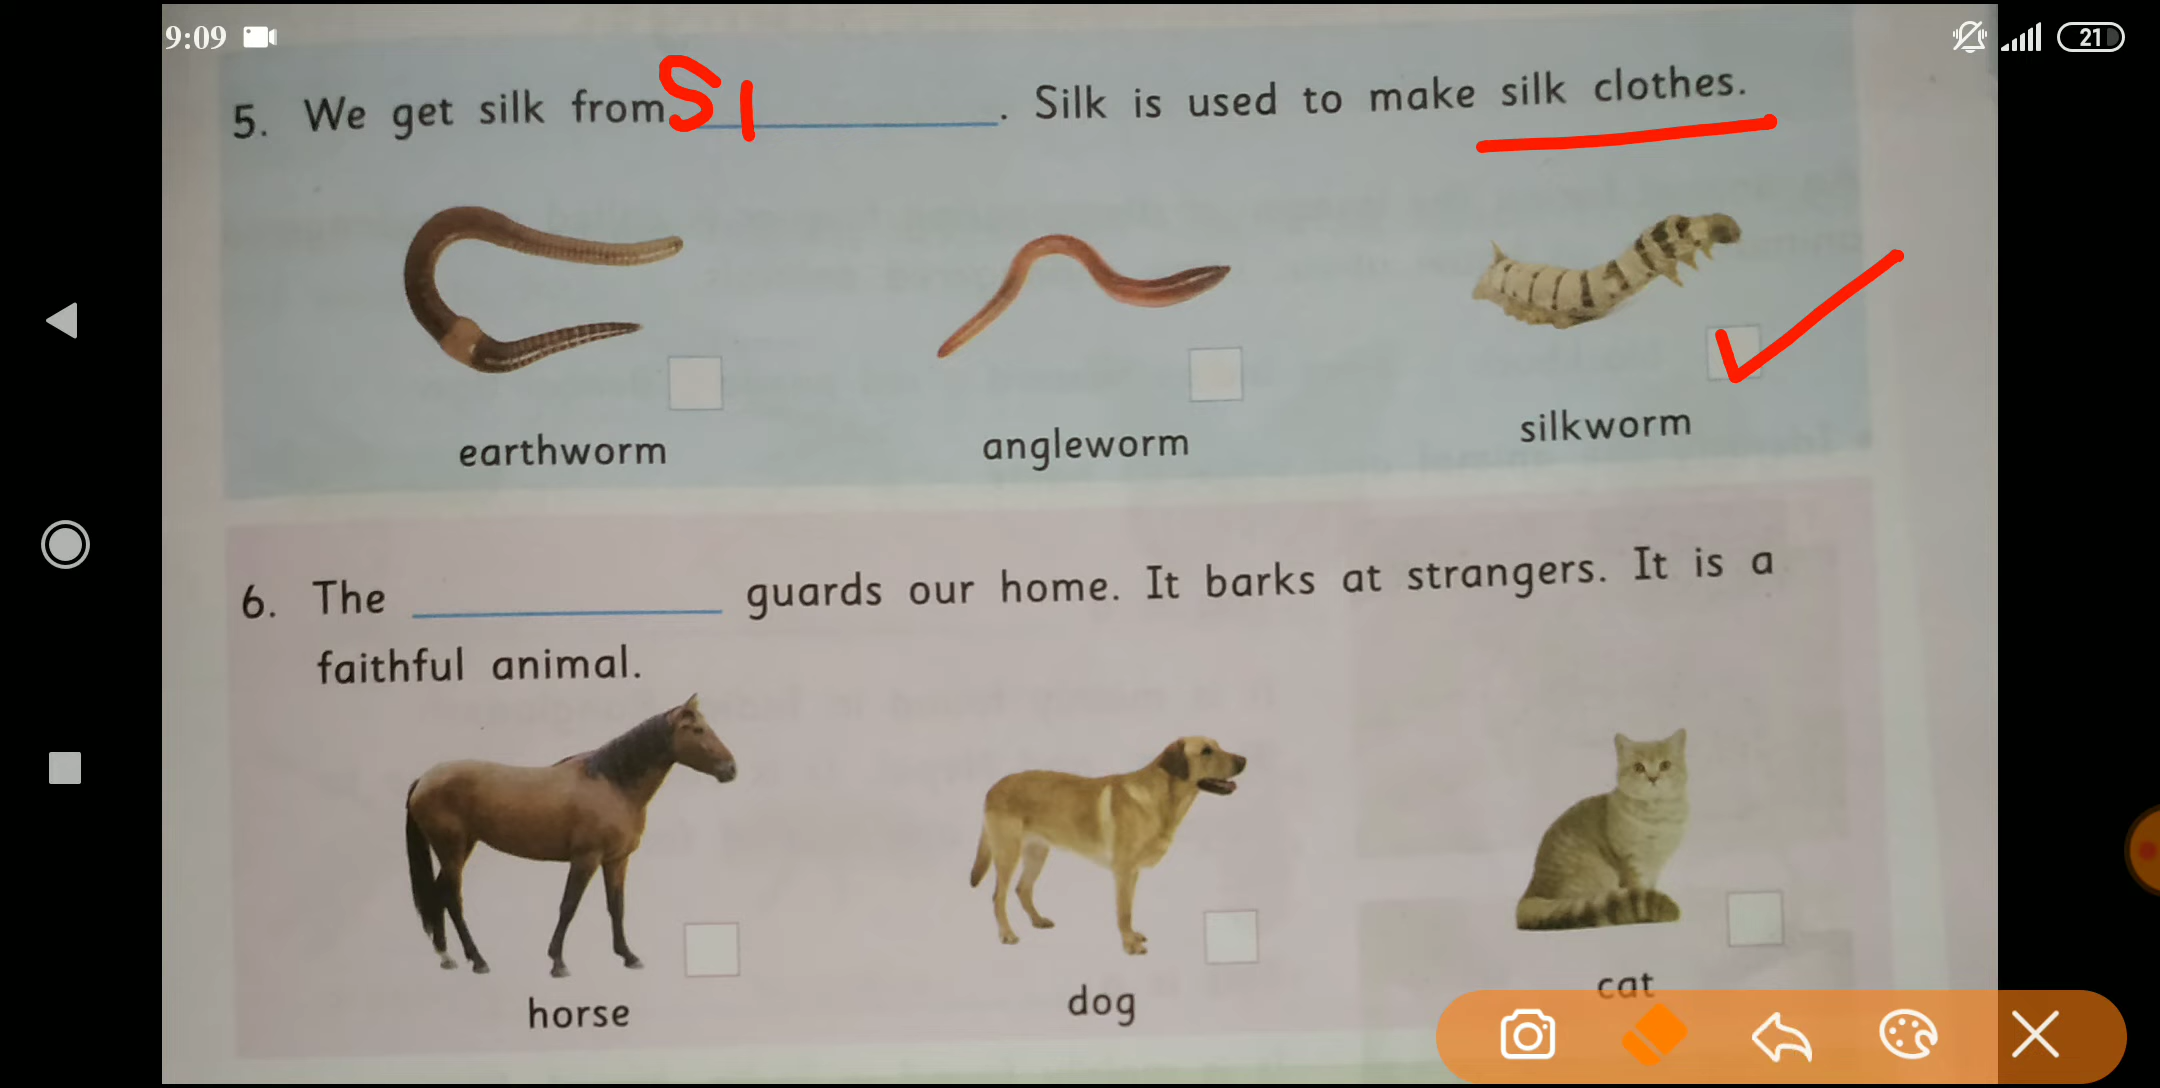 9:09
21
5. We get silk from SI ________. Silk is used to make silk clothes.
earthworm angleworm silkworm
6. The ________ guards our home. It barks at strangers. It is a
faithful animal.
horse dog cat